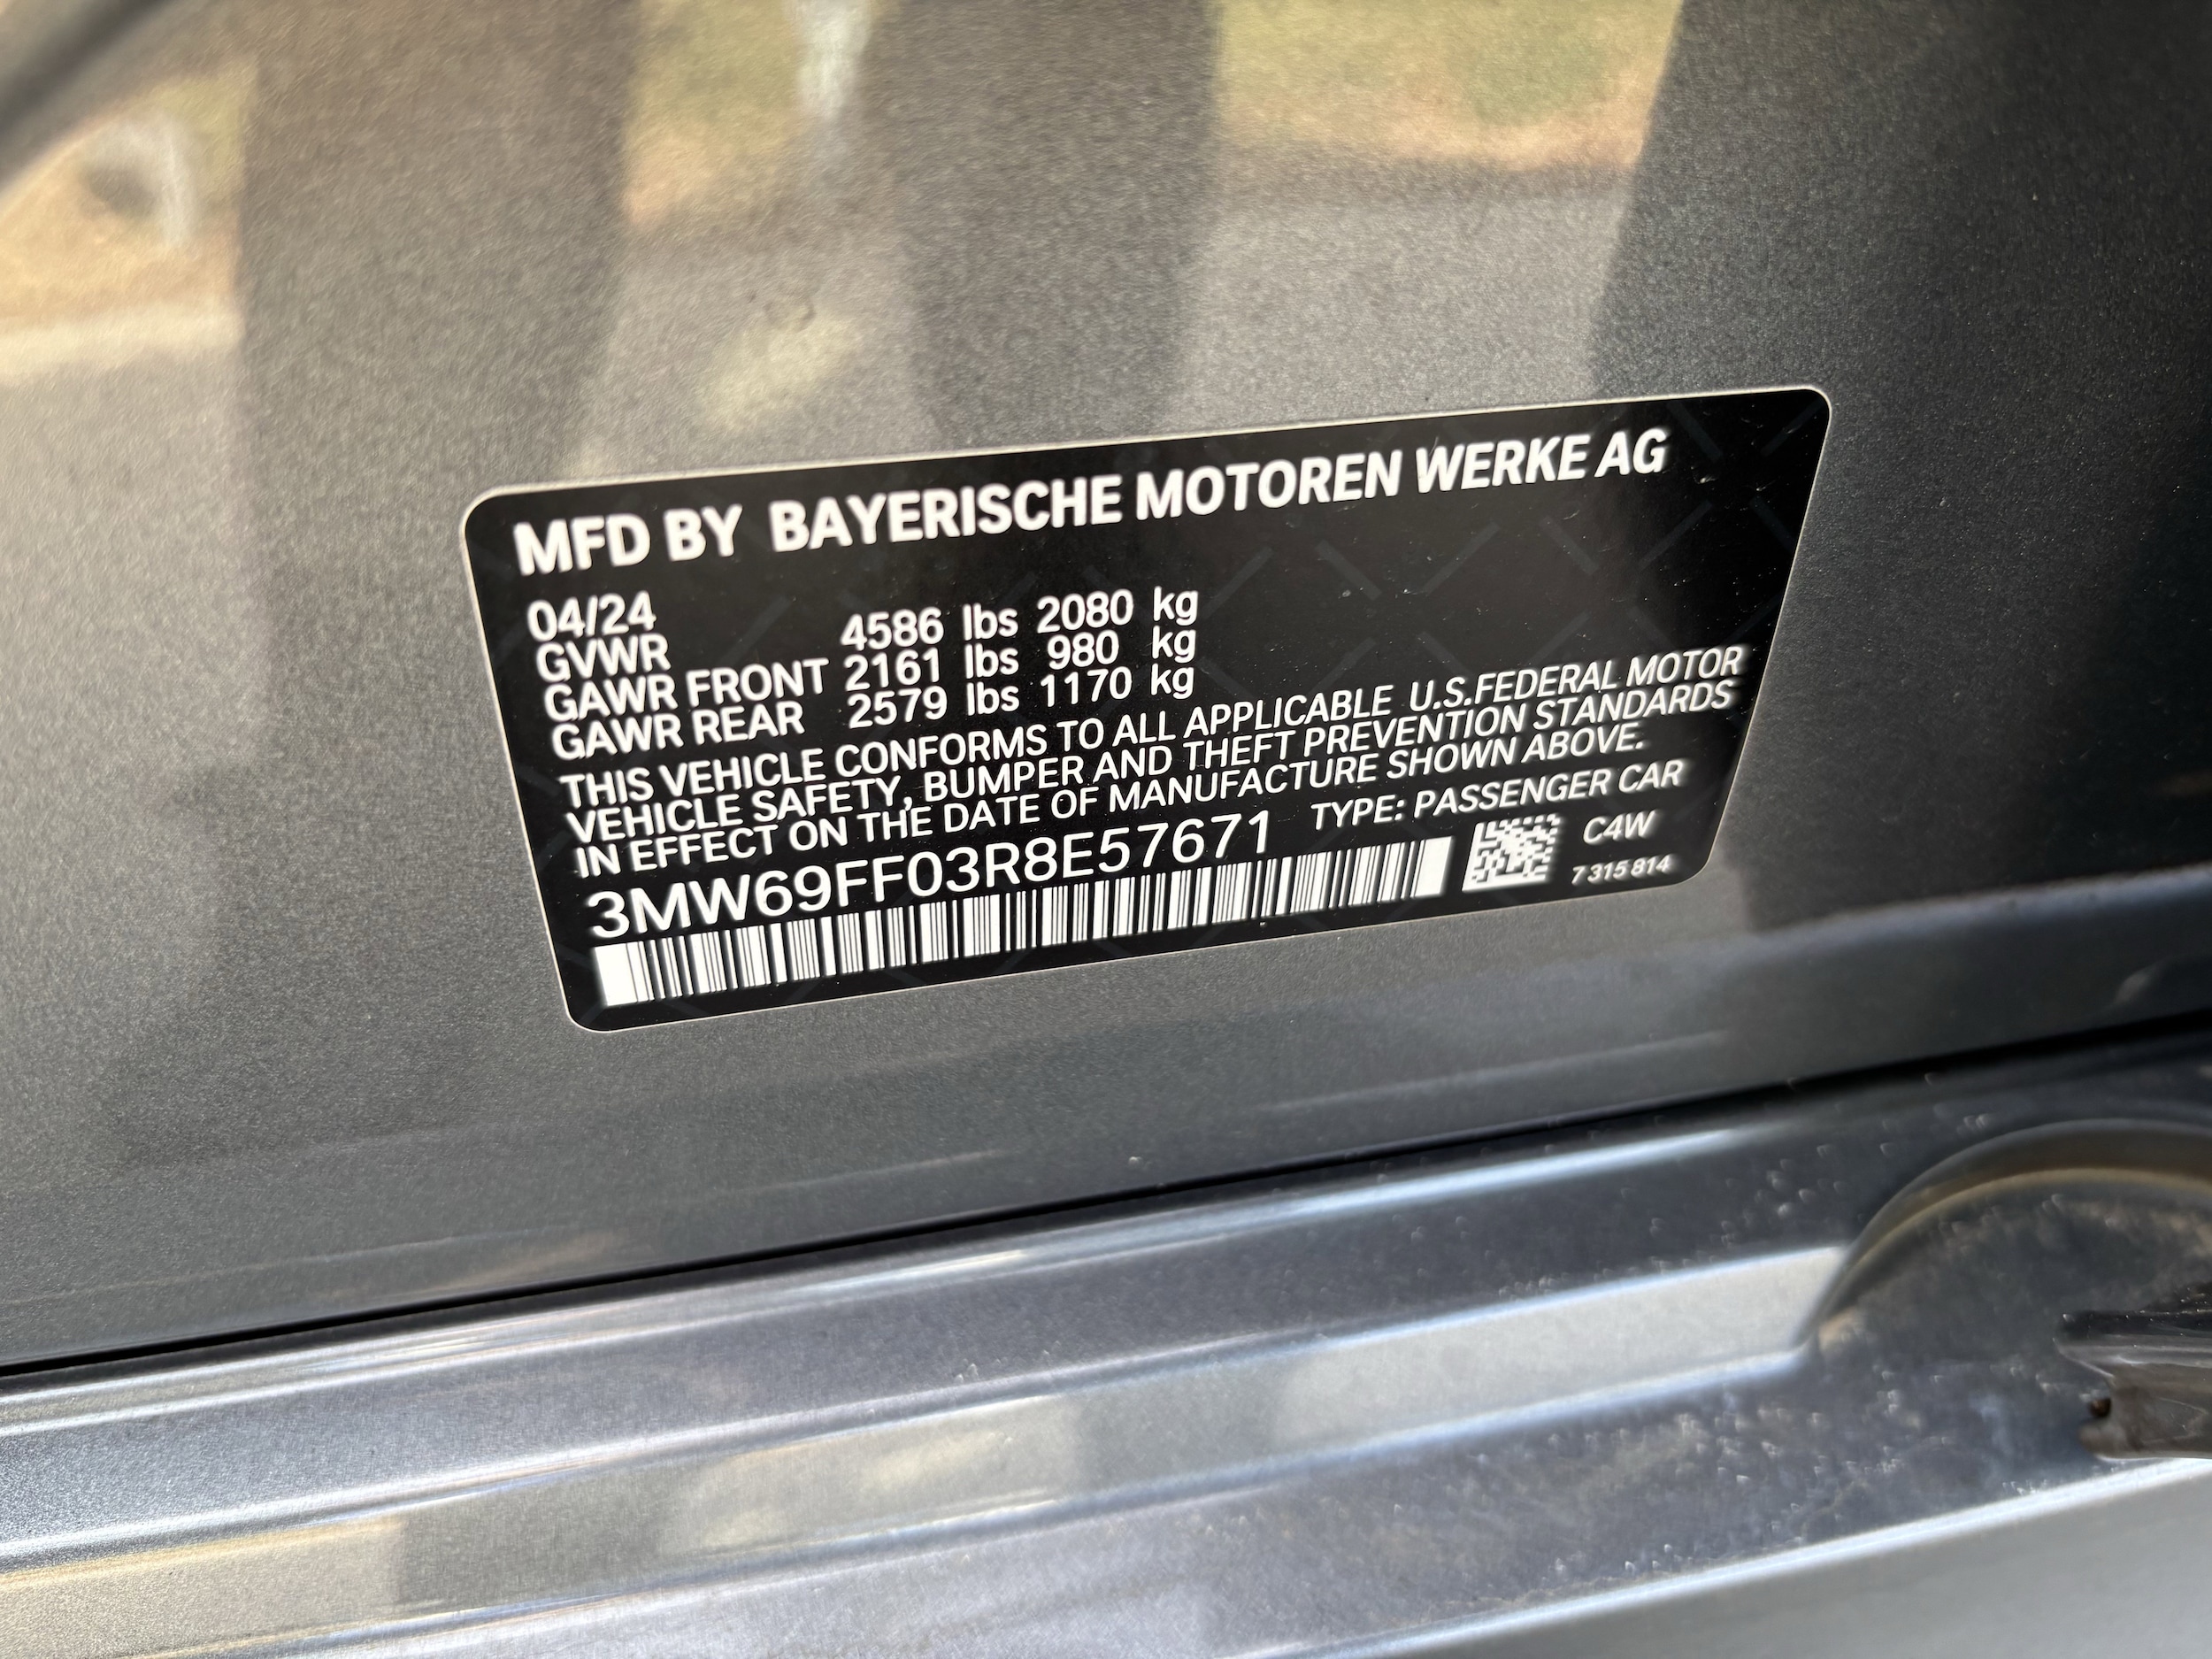 MFD BY BAYERISCHE MOTOREN WERKE AG
04/24
GVWR 4586 lbs 2080 kg
GAWR FRONT 2161 lbs 980 kg
GAWR REAR 2579 lbs 1170 kg
THIS VEHICLE CONFORMS TO ALL APPLICABLE U.S.FEDERAL MOTOR
VEHICLE SAFETY, BUMPER AND THEFT PREVENTION STANDARDS
IN EFFECT ON THE DATE OF MANUFACTURE SHOWN ABOVE.
3MW69FF03R8E57671 TYPE: PASSENGER CAR
C4W
7 315 814